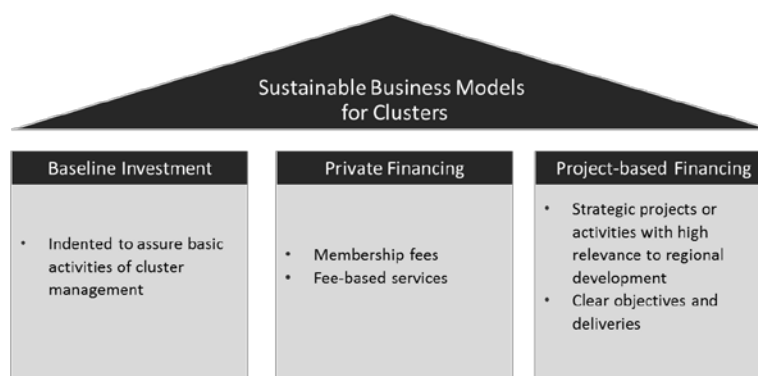 Sustainable Business Models
for Clusters
Baseline Investment
• Indented to assure basic
activities of cluster
management
Private Financing
• Membership fees
• Fee-based services
Project-based Financing
• Strategic projects or
activities with high
relevance to regional
development
• Clear objectives and
deliveries